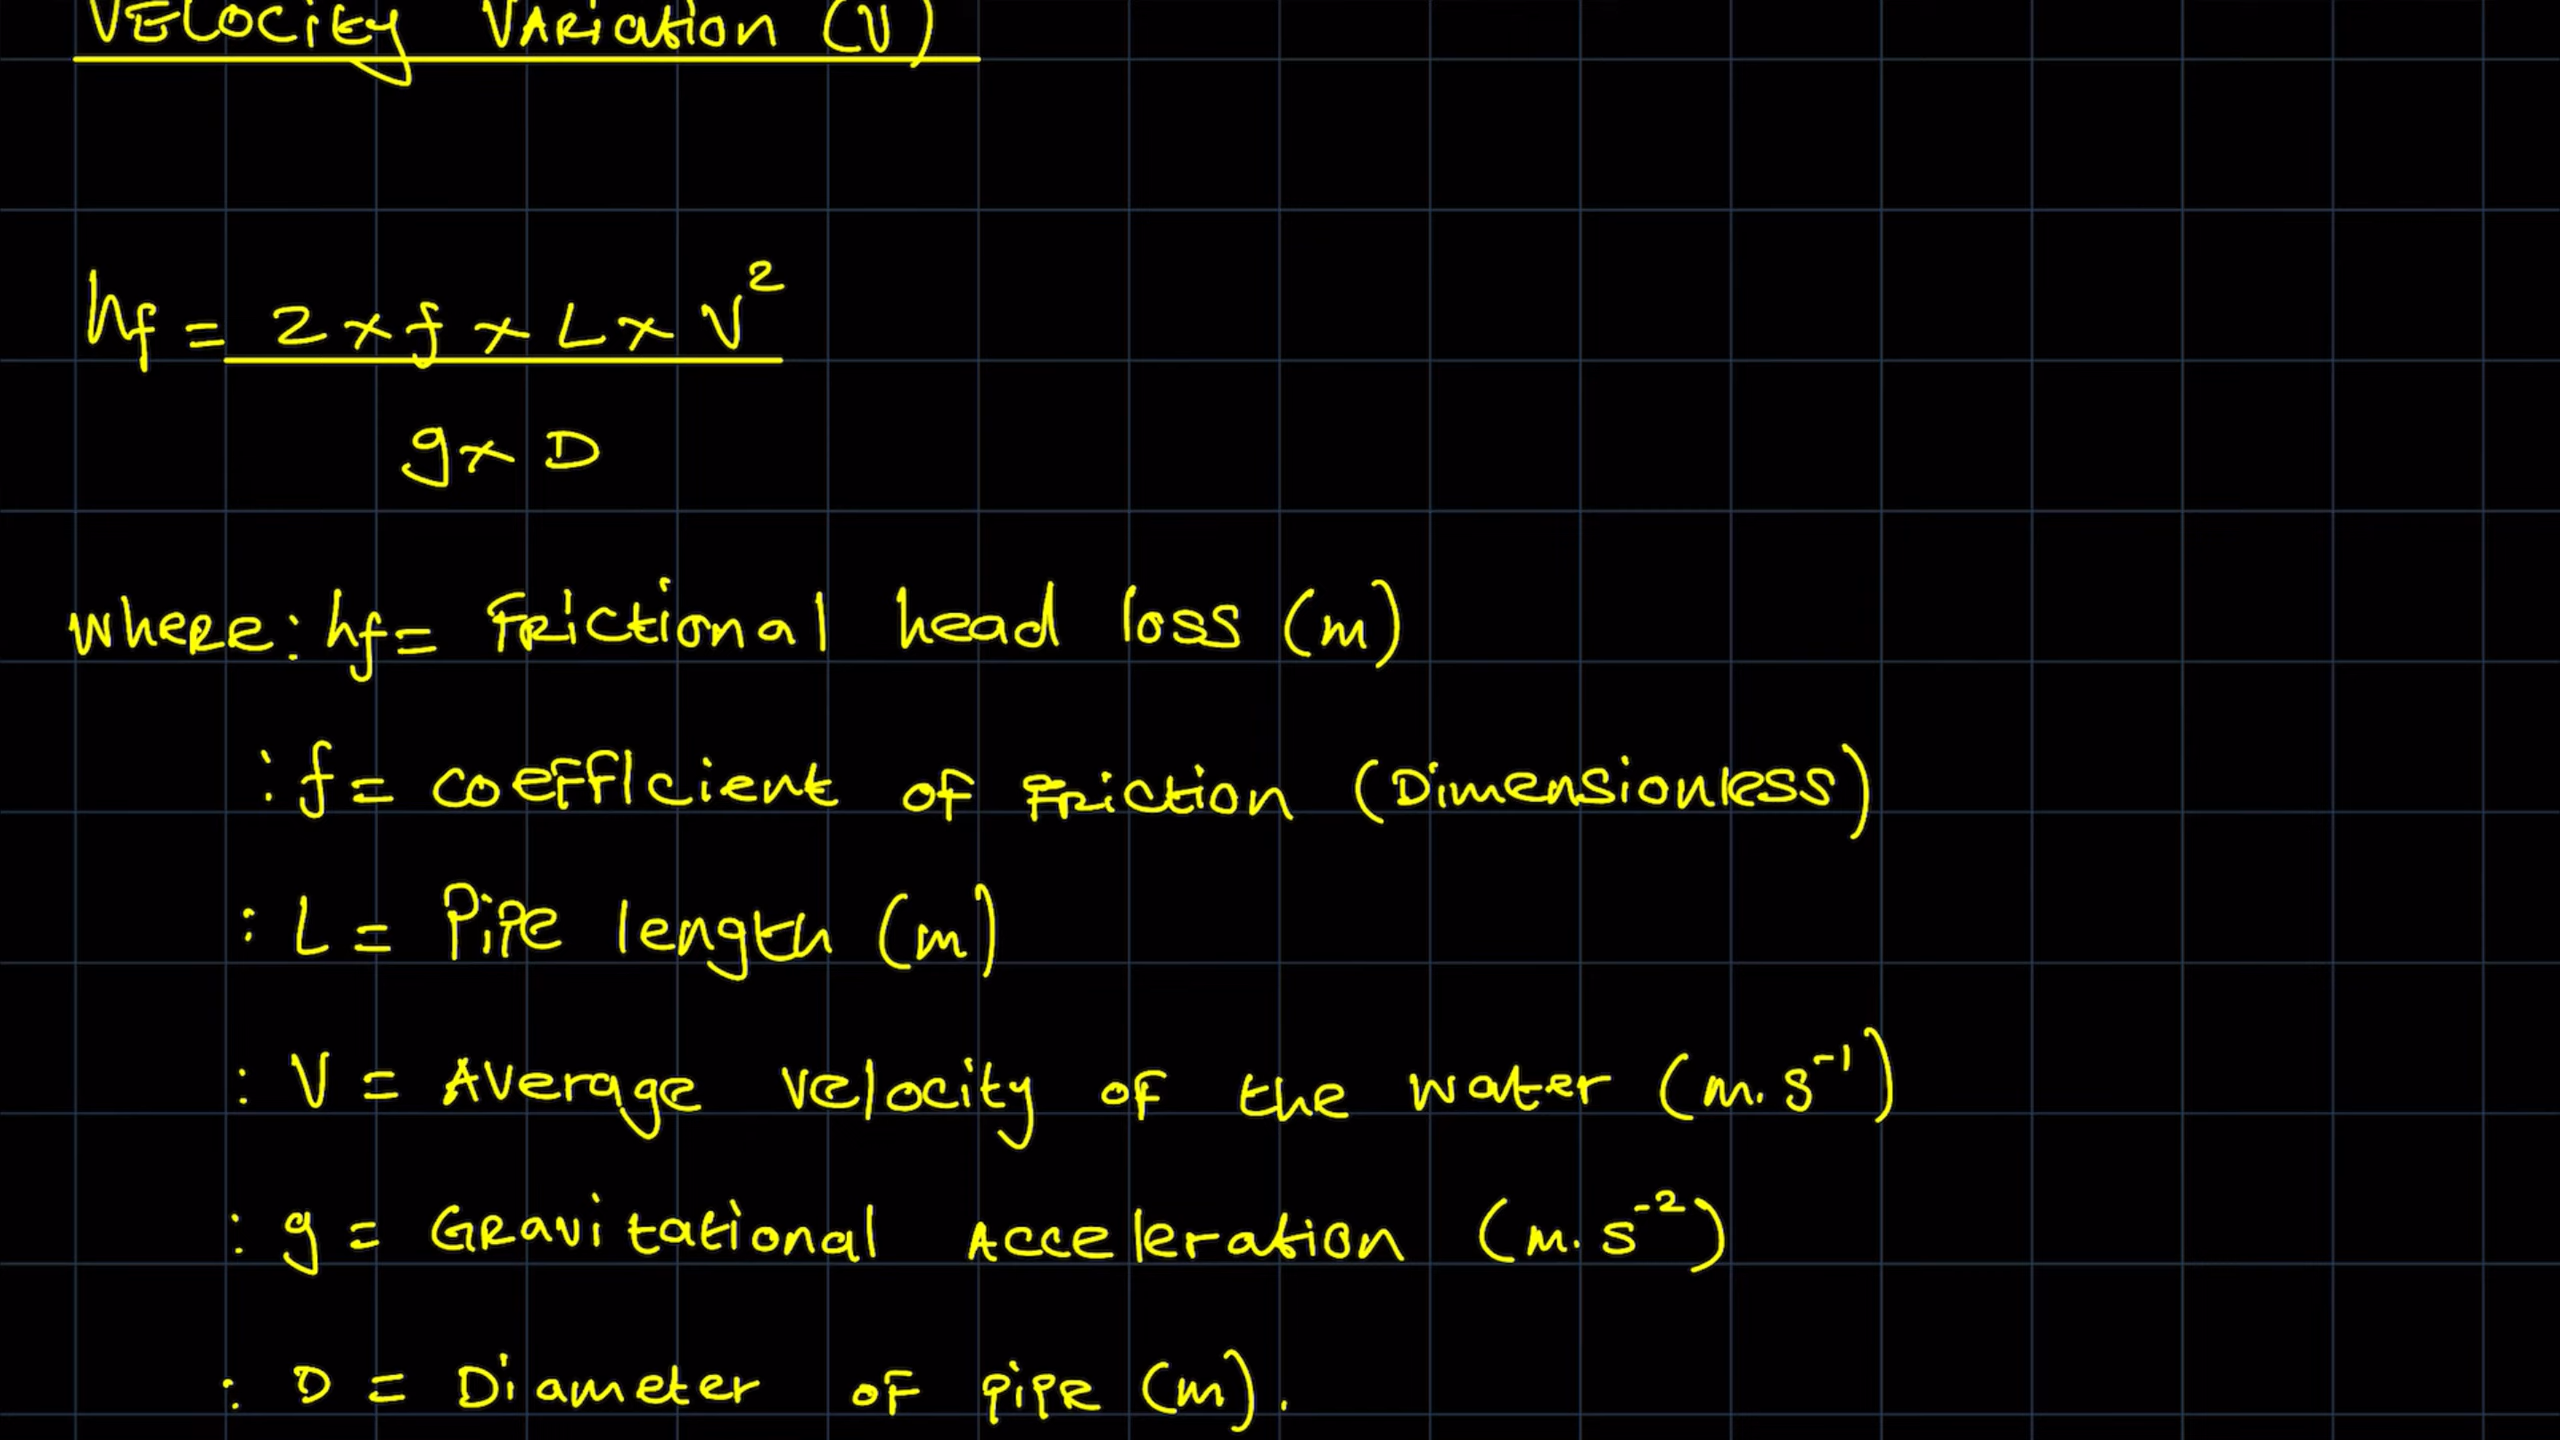 VELOCity VARiation (V)
hf = 2 x f x L x V²
g x D
where: hf = Frictional head loss (m)
: f = coefficient of Friction (Dimensionless)
: L = Pipe length (m)
: V = Average velocity of the water (m.s⁻¹)
: g = Gravitational Acceleration (m.s⁻²)
: D = Diameter of pipe (m).